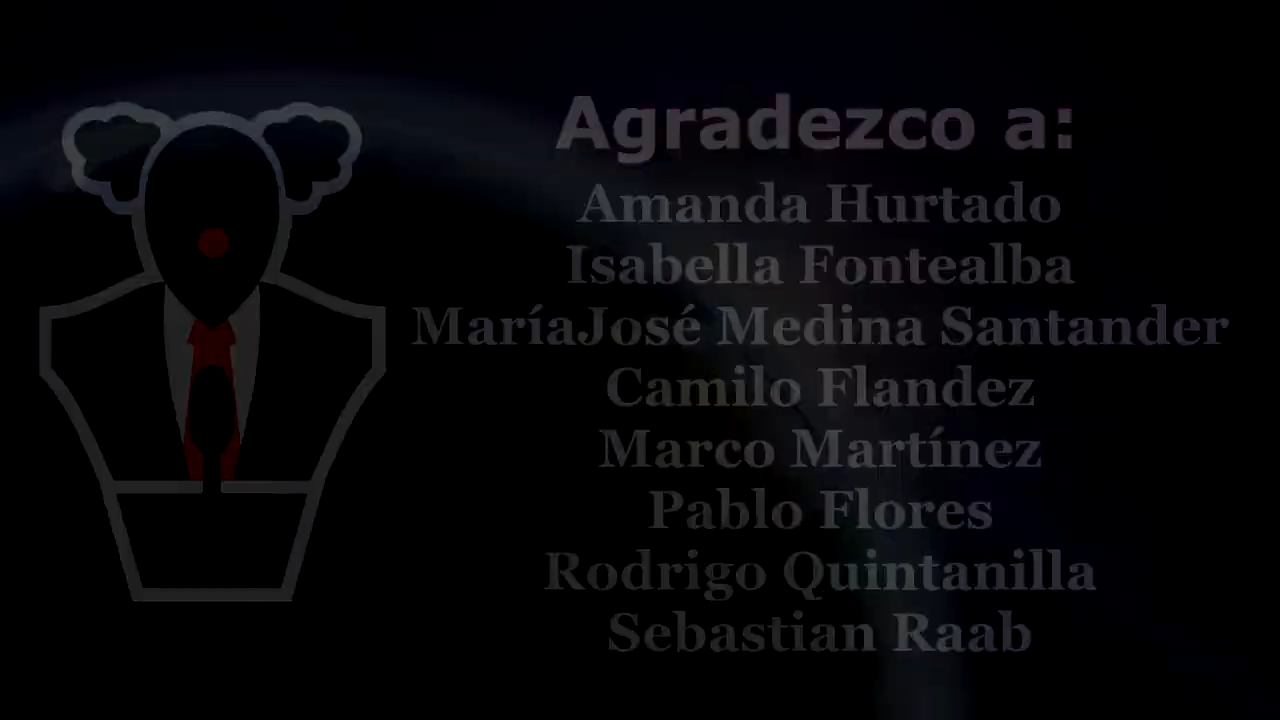 Agradezco a:
Amanda Hurtado
Isabella Fontealba
MaríaJosé Medina Santander
Camilo Flandez
Marco Martínez
Pablo Flores
Rodrigo Quintanilla
Sebastian Raab